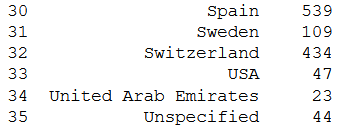 30 Spain 539
31 Sweden 109
32 Switzerland 434
33 USA 47
34 United Arab Emirates 23
35 Unspecified 44